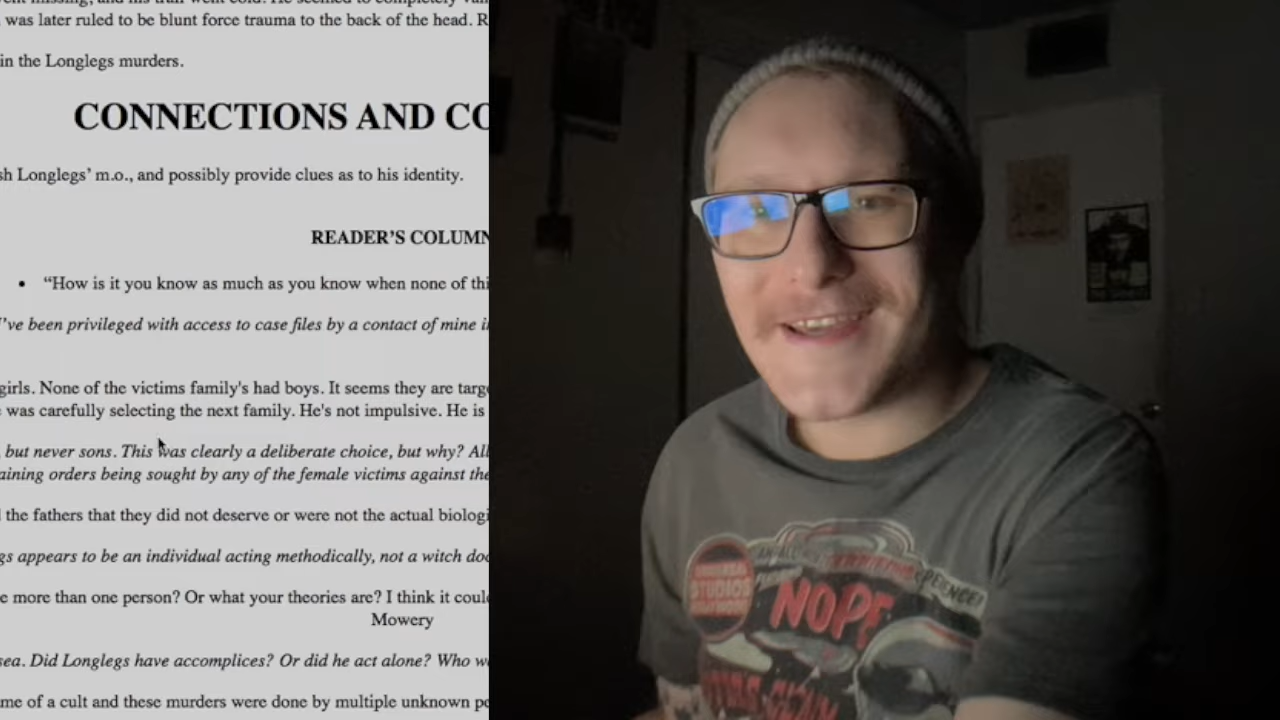 was later ruled to be blunt force trauma to the back of the head. R
in the Longlegs murders.
CONNECTIONS AND CO
sh Longlegs' m.o., and possibly provide clues as to his identity.
READER'S COLUMN
• “How is it you know as much as you know when none of thi
I've been privileged with access to case files by a contact of mine i
girls. None of the victims family's had boys. It seems they are targe
was carefully selecting the next family. He's not impulsive. He is
but never sons. This was clearly a deliberate choice, but why? All
aining orders being sought by any of the female victims against the
the fathers that they did not deserve or were not the actual biologi
gs appears to be an individual acting methodically, not a witch doc
e more than one person? Or what your theories are? I think it coul
Mowery
sea. Did Longlegs have accomplices? Or did he act alone? Who w
me of a cult and these murders were done by multiple unknown pe
UNIVERSAL
STUDIOS
HOLLYWOOD
NOPE